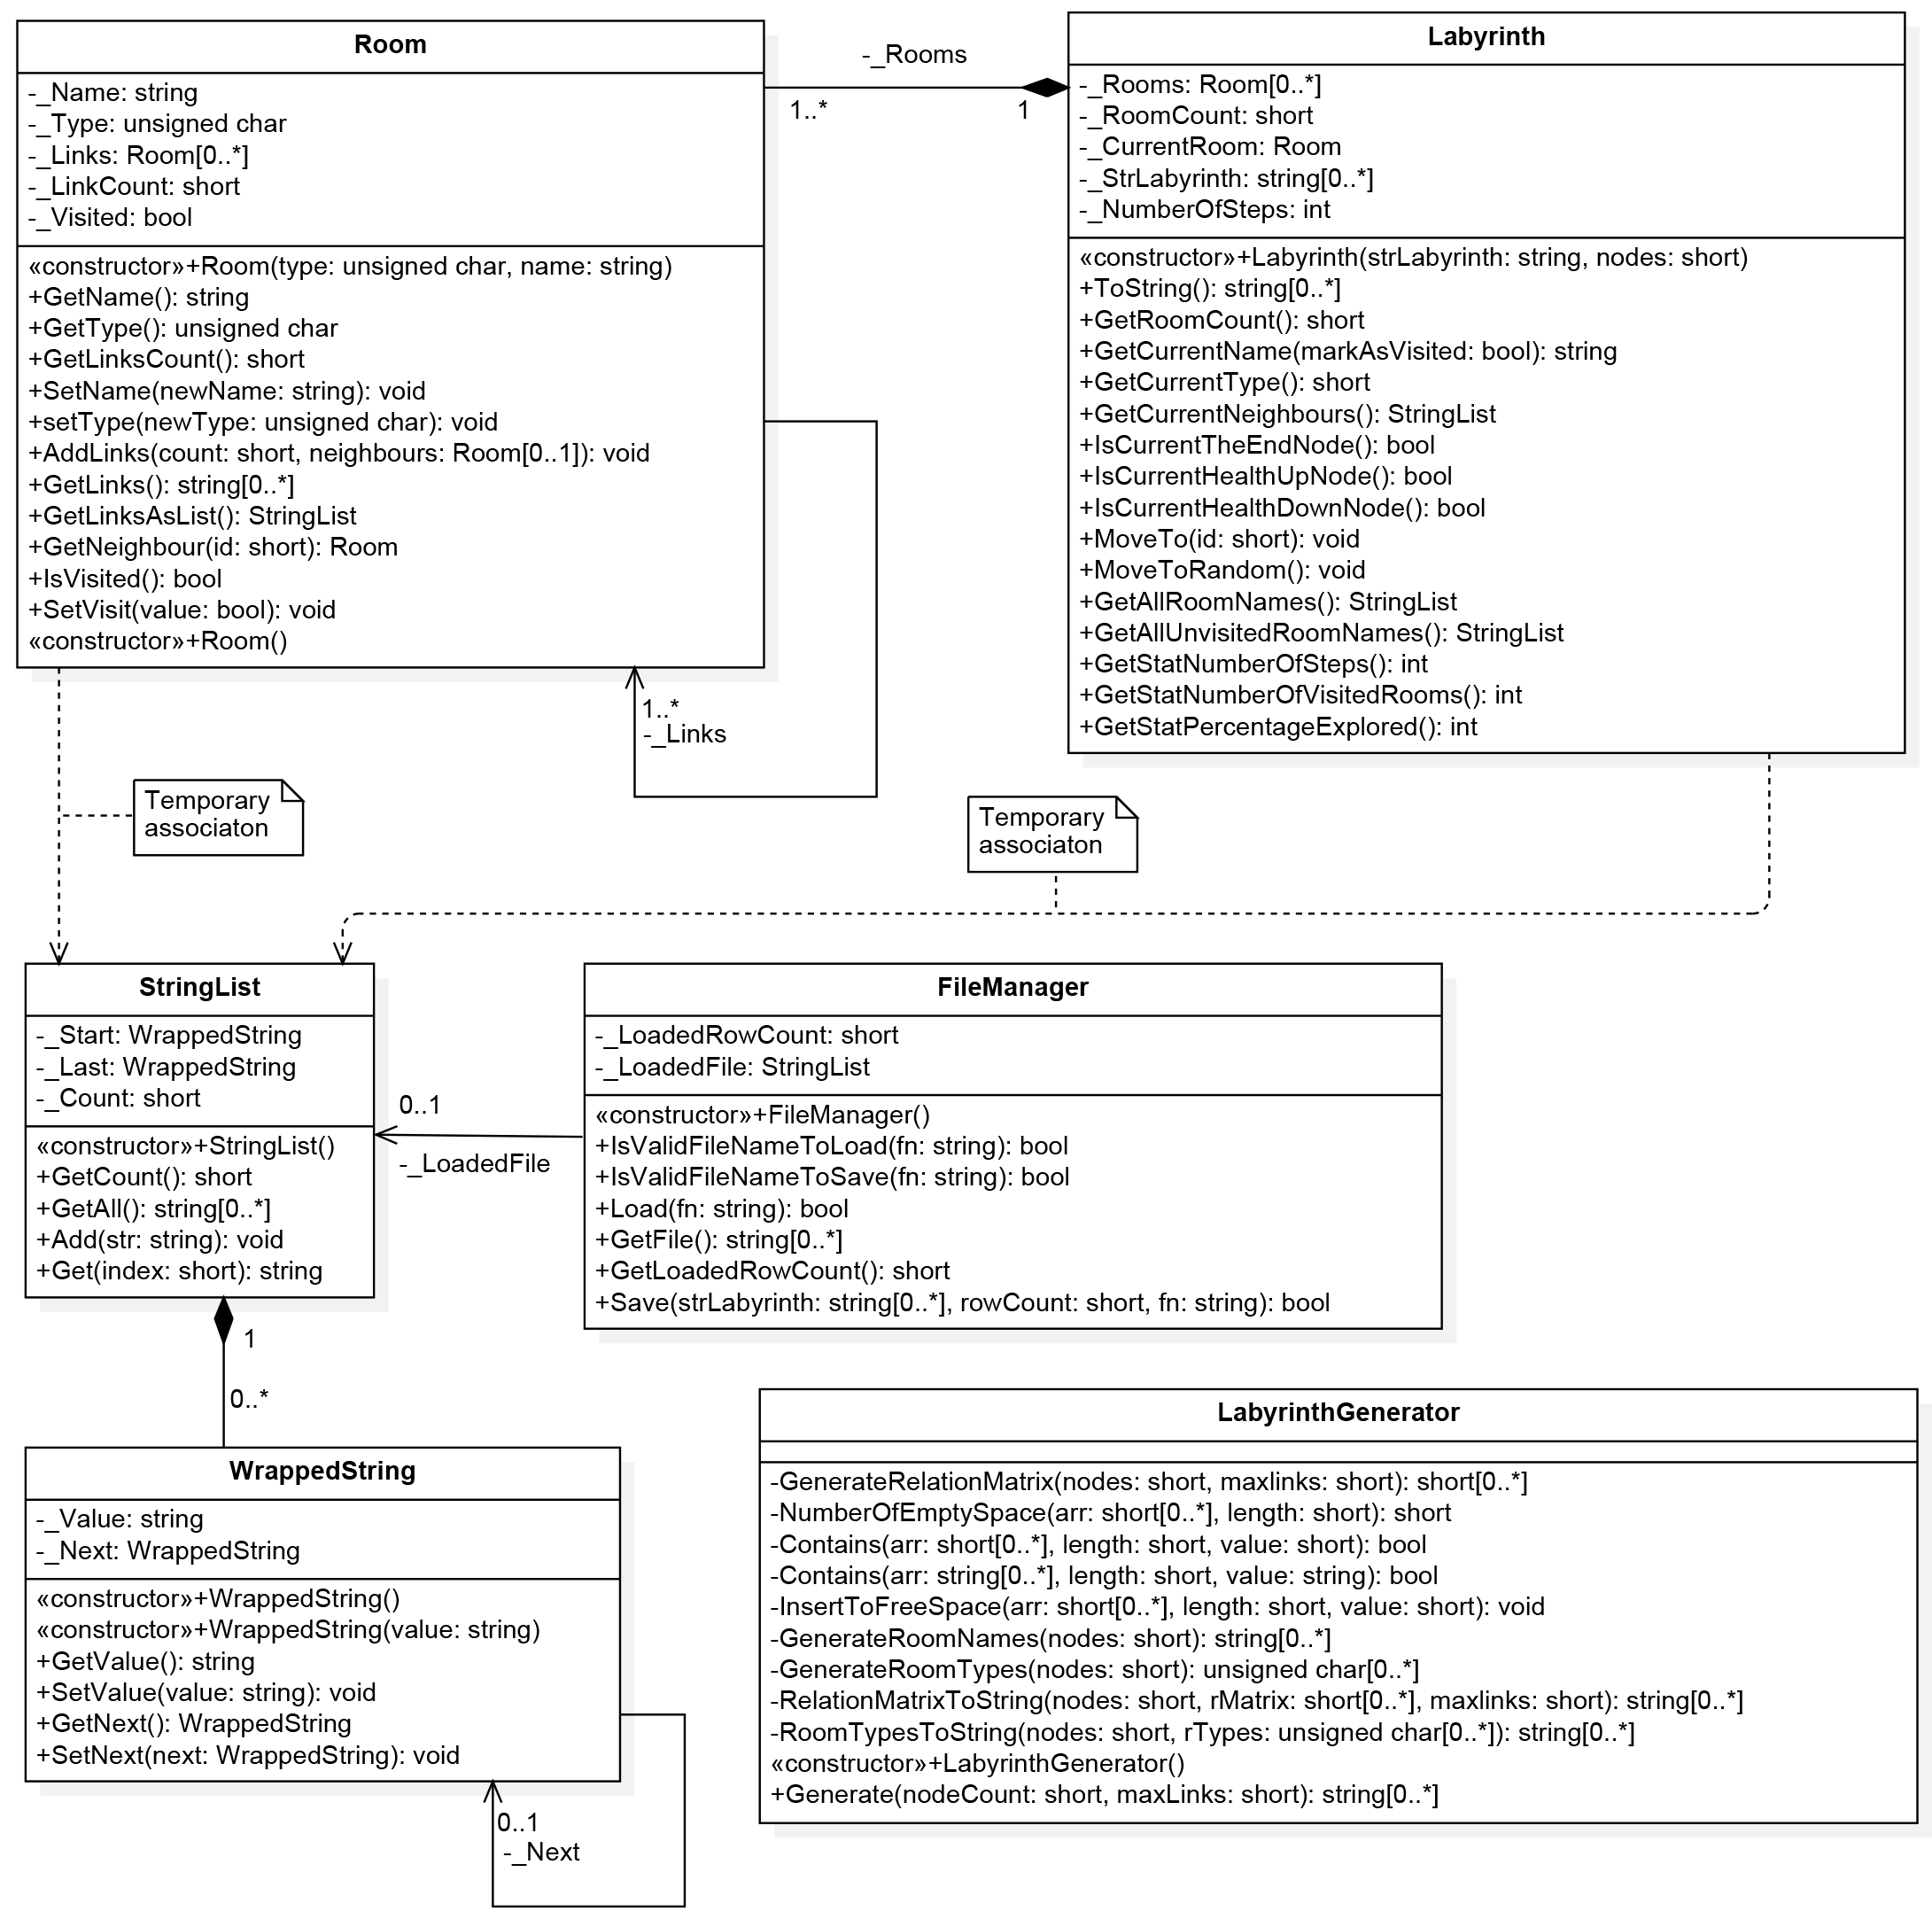 Room
-_Name: string
-_Type: unsigned char
-_Links: Room[0..*]
-_LinkCount: short
-_Visited: bool
«constructor»+Room(type: unsigned char, name: string)
+GetName(): string
+GetType(): unsigned char
+GetLinksCount(): short
+SetName(newName: string): void
+setType(newType: unsigned char): void
+AddLinks(count: short, neighbours: Room[0..1]): void
+GetLinks(): string[0..*]
+GetLinksAsList(): StringList
+GetNeighbour(id: short): Room
+IsVisited(): bool
+SetVisit(value: bool): void
«constructor»+Room()
-_Rooms
1..*
1
Labyrinth
-_Rooms: Room[0..*]
-_RoomCount: short
-_CurrentRoom: Room
-_StrLabyrinth: string[0..*]
-_NumberOfSteps: int
«constructor»+Labyrinth(strLabyrinth: string, nodes: short)
+ToString(): string[0..*]
+GetRoomCount(): short
+GetCurrentName(markAsVisited: bool): string
+GetCurrentType(): short
+GetCurrentNeighbours(): StringList
+IsCurrentTheEndNode(): bool
+IsCurrentHealthUpNode(): bool
+IsCurrentHealthDownNode(): bool
+MoveTo(id: short): void
+MoveToRandom(): void
+GetAllRoomNames(): StringList
+GetAllUnvisitedRoomNames(): StringList
+GetStatNumberOfSteps(): int
+GetStatNumberOfVisitedRooms(): int
+GetStatPercentageExplored(): int
1..*
-_Links
Temporary
associaton
Temporary
associaton
StringList
-_Start: WrappedString
-_Last: WrappedString
-_Count: short
«constructor»+StringList()
+GetCount(): short
+GetAll(): string[0..*]
+Add(str: string): void
+Get(index: short): string
0..1
-_LoadedFile
FileManager
-_LoadedRowCount: short
-_LoadedFile: StringList
«constructor»+FileManager()
+IsValidFileNameToLoad(fn: string): bool
+IsValidFileNameToSave(fn: string): bool
+Load(fn: string): bool
+GetFile(): string[0..*]
+GetLoadedRowCount(): short
+Save(strLabyrinth: string[0..*], rowCount: short, fn: string): bool
1
0..*
WrappedString
-_Value: string
-_Next: WrappedString
«constructor»+WrappedString()
«constructor»+WrappedString(value: string)
+GetValue(): string
+SetValue(value: string): void
+GetNext(): WrappedString
+SetNext(next: WrappedString): void
0..1
-_Next
LabyrinthGenerator
-GenerateRelationMatrix(nodes: short, maxlinks: short): short[0..*]
-NumberOfEmptySpace(arr: short[0..*], length: short): short
-Contains(arr: short[0..*], length: short, value: short): bool
-Contains(arr: string[0..*], length: short, value: string): bool
-InsertToFreeSpace(arr: short[0..*], length: short, value: short): void
-GenerateRoomNames(nodes: short): string[0..*]
-GenerateRoomTypes(nodes: short): unsigned char[0..*]
-RelationMatrixToString(nodes: short, rMatrix: short[0..*], maxlinks: short): string[0..*]
-RoomTypesToString(nodes: short, rTypes: unsigned char[0..*]): string[0..*]
«constructor»+LabyrinthGenerator()
+Generate(nodeCount: short, maxLinks: short): string[0..*]